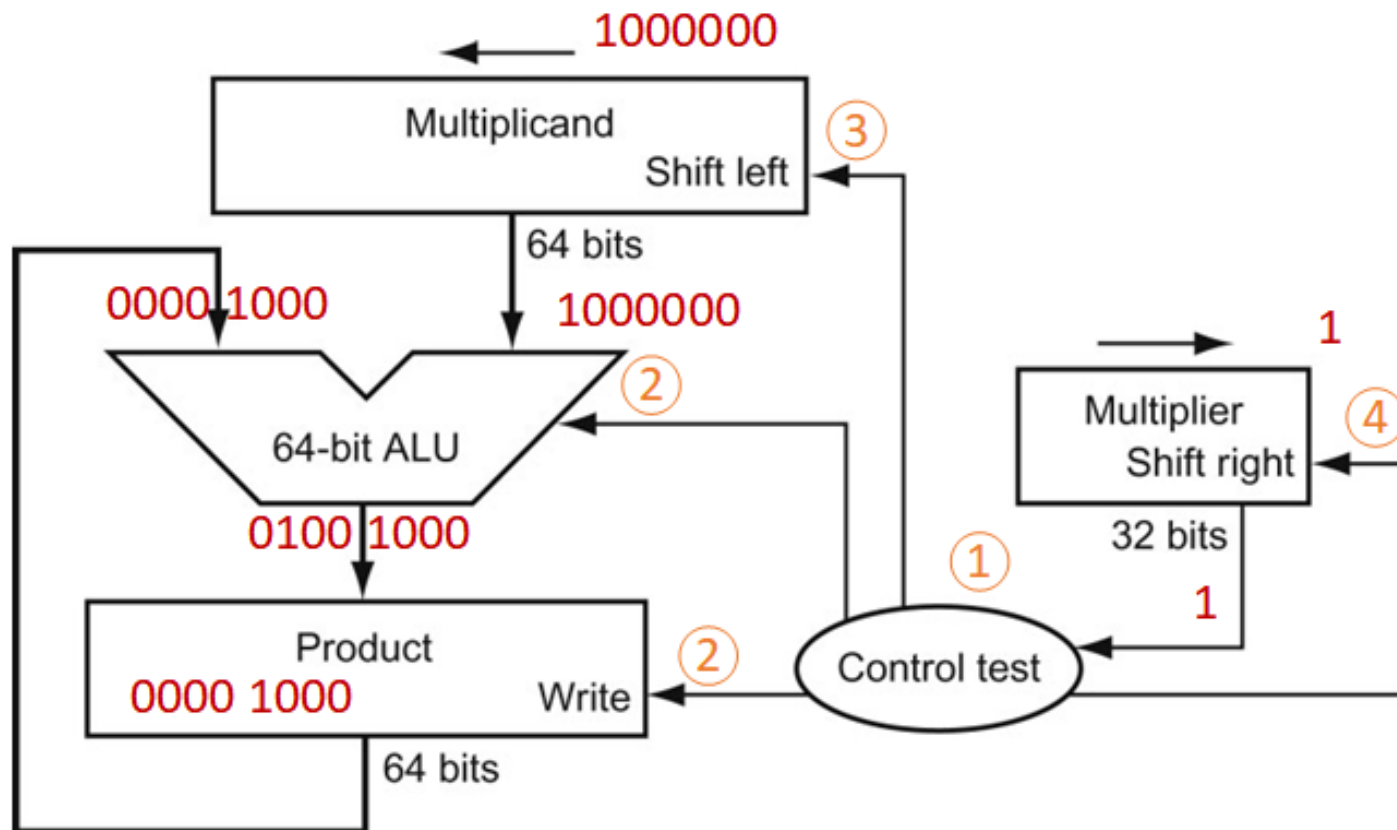 1000000
Multiplicand
③
Shift left
64 bits
0000 1000
1000000
1
②
Multiplier
④
64-bit ALU
Shift right
0100 1000
32 bits
①
1
Product
②
Control test
0000 1000
Write
64 bits